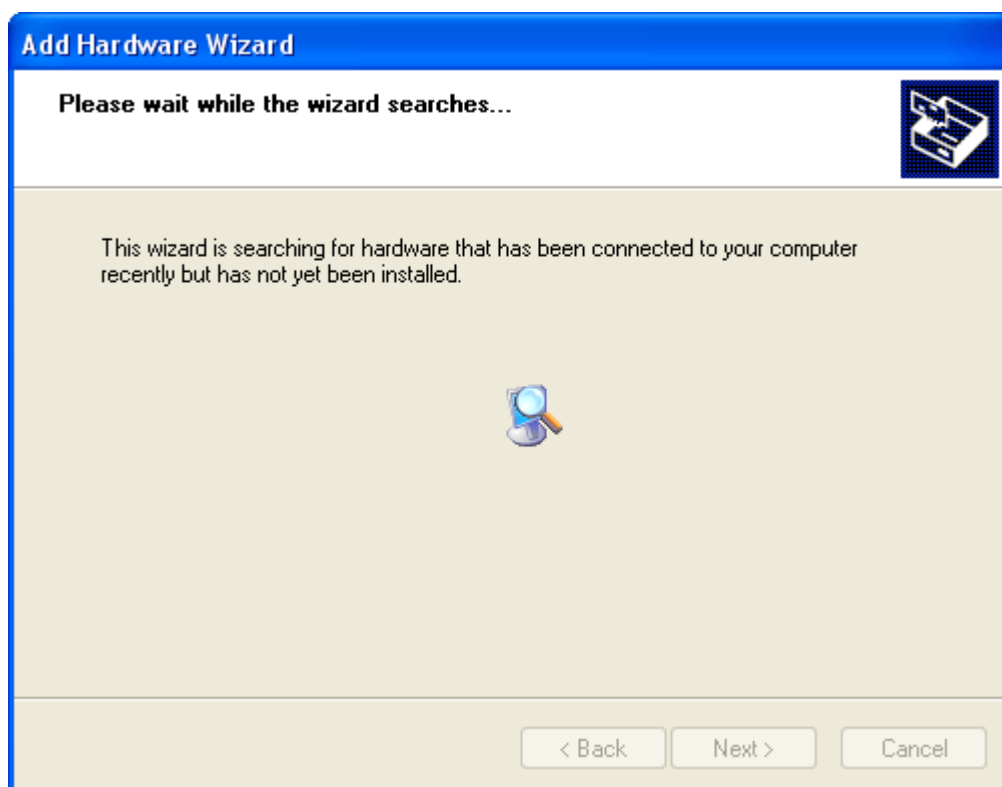 Add Hardware Wizard
Please wait while the wizard searches...
This wizard is searching for hardware that has been connected to your computer
recently but has not yet been installed.
< Back Next > Cancel